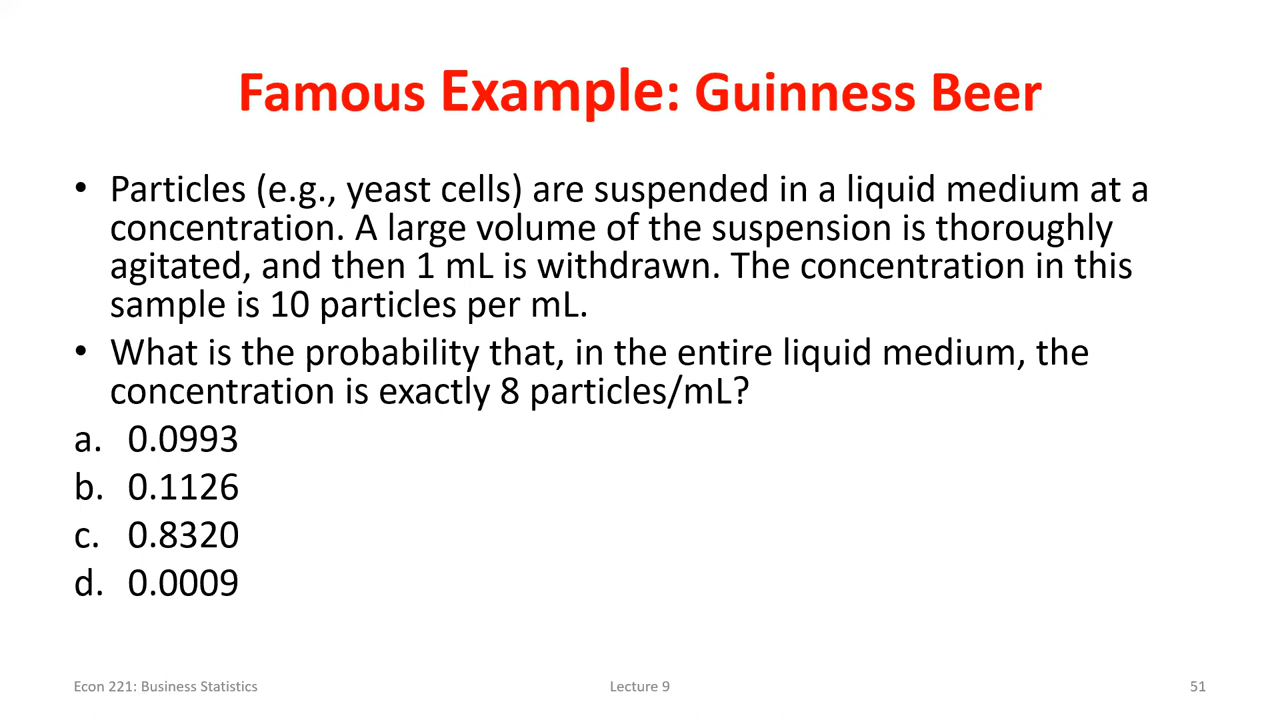 Famous Example: Guinness Beer
• Particles (e.g., yeast cells) are suspended in a liquid medium at a
concentration. A large volume of the suspension is thoroughly
agitated, and then 1 mL is withdrawn. The concentration in this
sample is 10 particles per mL.
• What is the probability that, in the entire liquid medium, the
concentration is exactly 8 particles/mL?
a. 0.0993
b. 0.1126
c. 0.8320
d. 0.0009
Econ 221: Business Statistics
Lecture 9
51